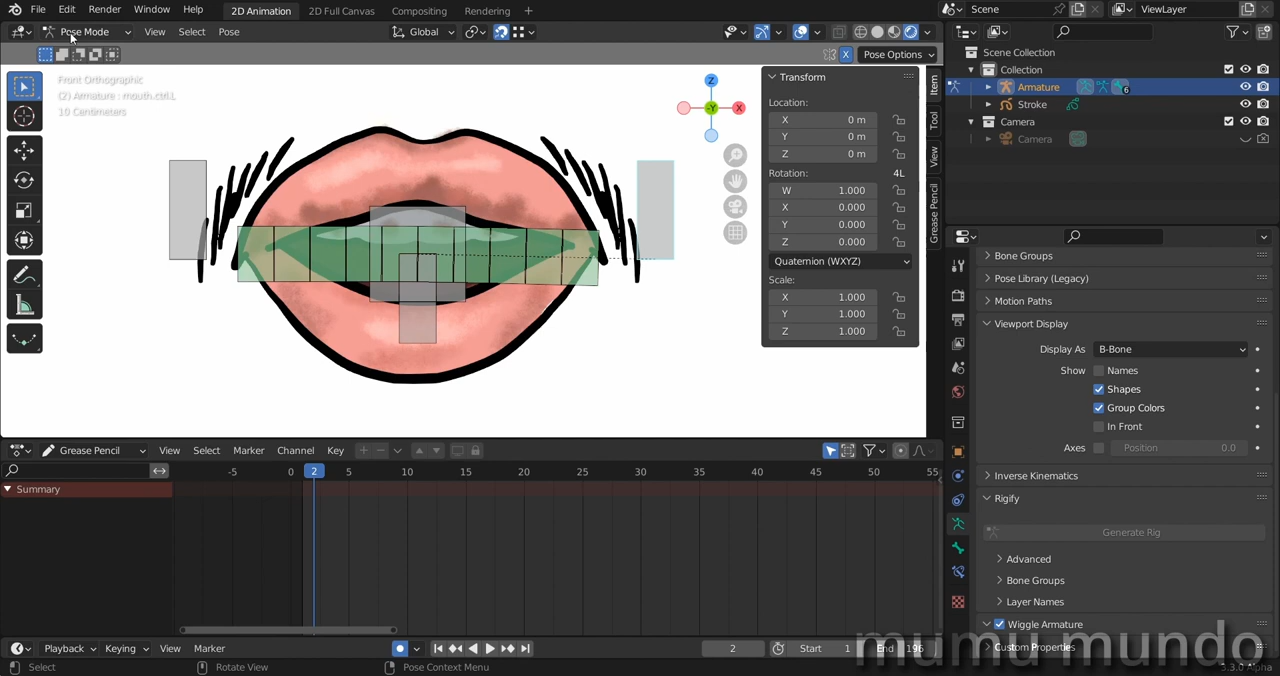 File Edit Render Window Help 2D Animation 2D Full Canvas Compositing Rendering + Scene ViewLayer
Pose Mode View Select Pose Global
X Pose Options
Front Orthographic
(2) Armature : mouth.ctrl.L
10 Centimeters
Z
X
-Y
Transform
Location:
X 0 m
Y 0 m
Z 0 m
Rotation: 4L
W 1.000
X 0.000
Y 0.000
Z 0.000
Quaternion (WXYZ)
Scale:
X 1.000
Y 1.000
Z 1.000
Item
Tool
View
Grease Pencil
Scene Collection
Collection
Armature 6
Stroke
Camera
Camera
Bone Groups
Pose Library (Legacy)
Motion Paths
Viewport Display
Display As B-Bone
Show Names
Shapes
Group Colors
In Front
Axes Position 0.0
Inverse Kinematics
Rigify
Generate Rig
Advanced
Bone Groups
Layer Names
Wiggle Armature
Custom Properties
Grease Pencil View Select Marker Channel Key
-5 0 2 5 10 15 20 25 30 35 40 45 50 55
Summary
Playback Keying View Marker 2 Start 1 End 196
Select Rotate View Pose Context Menu 3.3.0 Alpha
mumu mundo